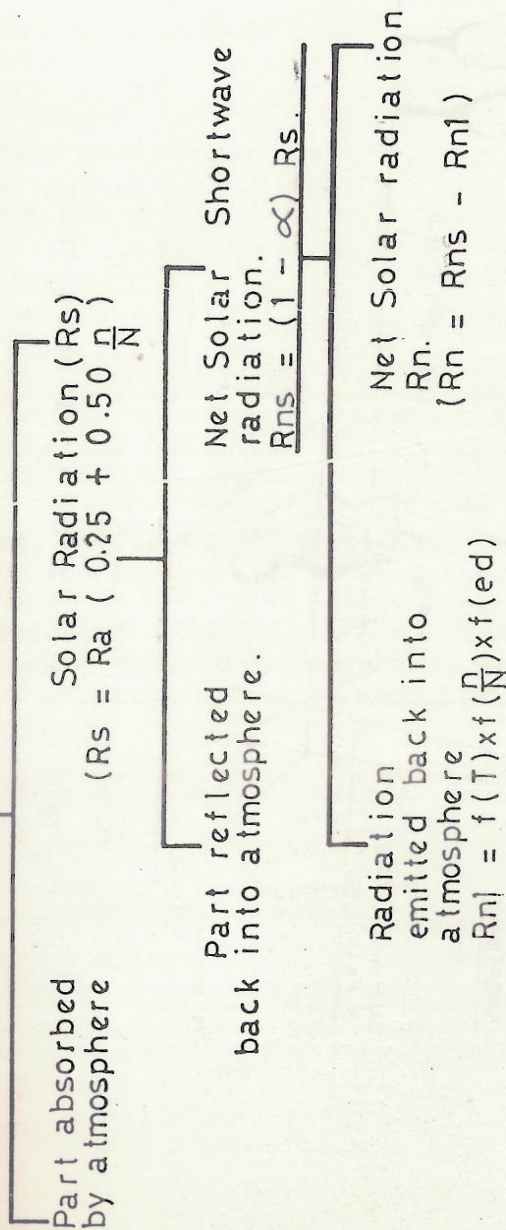 Part absorbed
by atmosphere
Solar Radiation (Rs)
(Rs = Ra ( 0.25 + 0.50 n/N )
Part reflected
back into atmosphere.
Net Solar Shortwave
radiation.
Rns = (1 - α) Rs.
Radiation
emitted back into
atmosphere
Rnl = f(T)xf(n/N)xf(ed)
Net Solar radiation
Rn.
(Rn = Rns - Rnl)